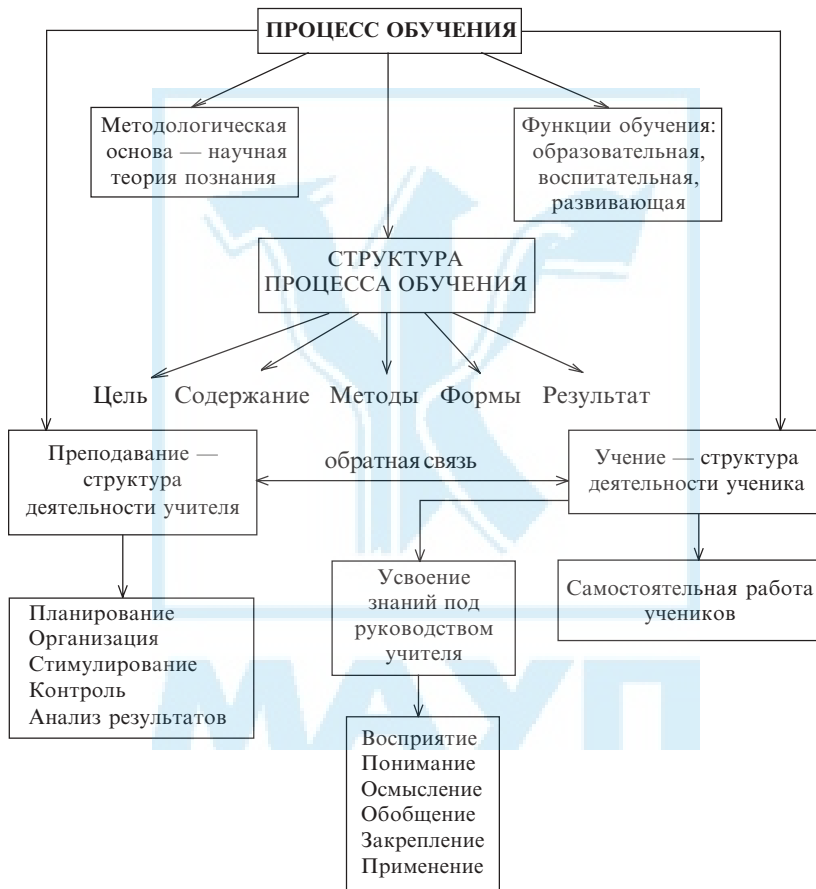 ПРОЦЕСС ОБУЧЕНИЯ
Методологическая
основа — научная
теория познания
Функции обучения:
образовательная,
воспитательная,
развивающая
СТРУКТУРА
ПРОЦЕССА ОБУЧЕНИЯ
Цель Содержание Методы Формы Результат
Преподавание —
структура
деятельности учителя
обратная связь
Учение — структура
деятельности ученика
Планирование
Организация
Стимулирование
Контроль
Анализ результатов
Усвоение
знаний под
руководством
учителя
Самостоятельная работа
учеников
Восприятие
Понимание
Осмысление
Обобщение
Закрепление
Применение
МАУП